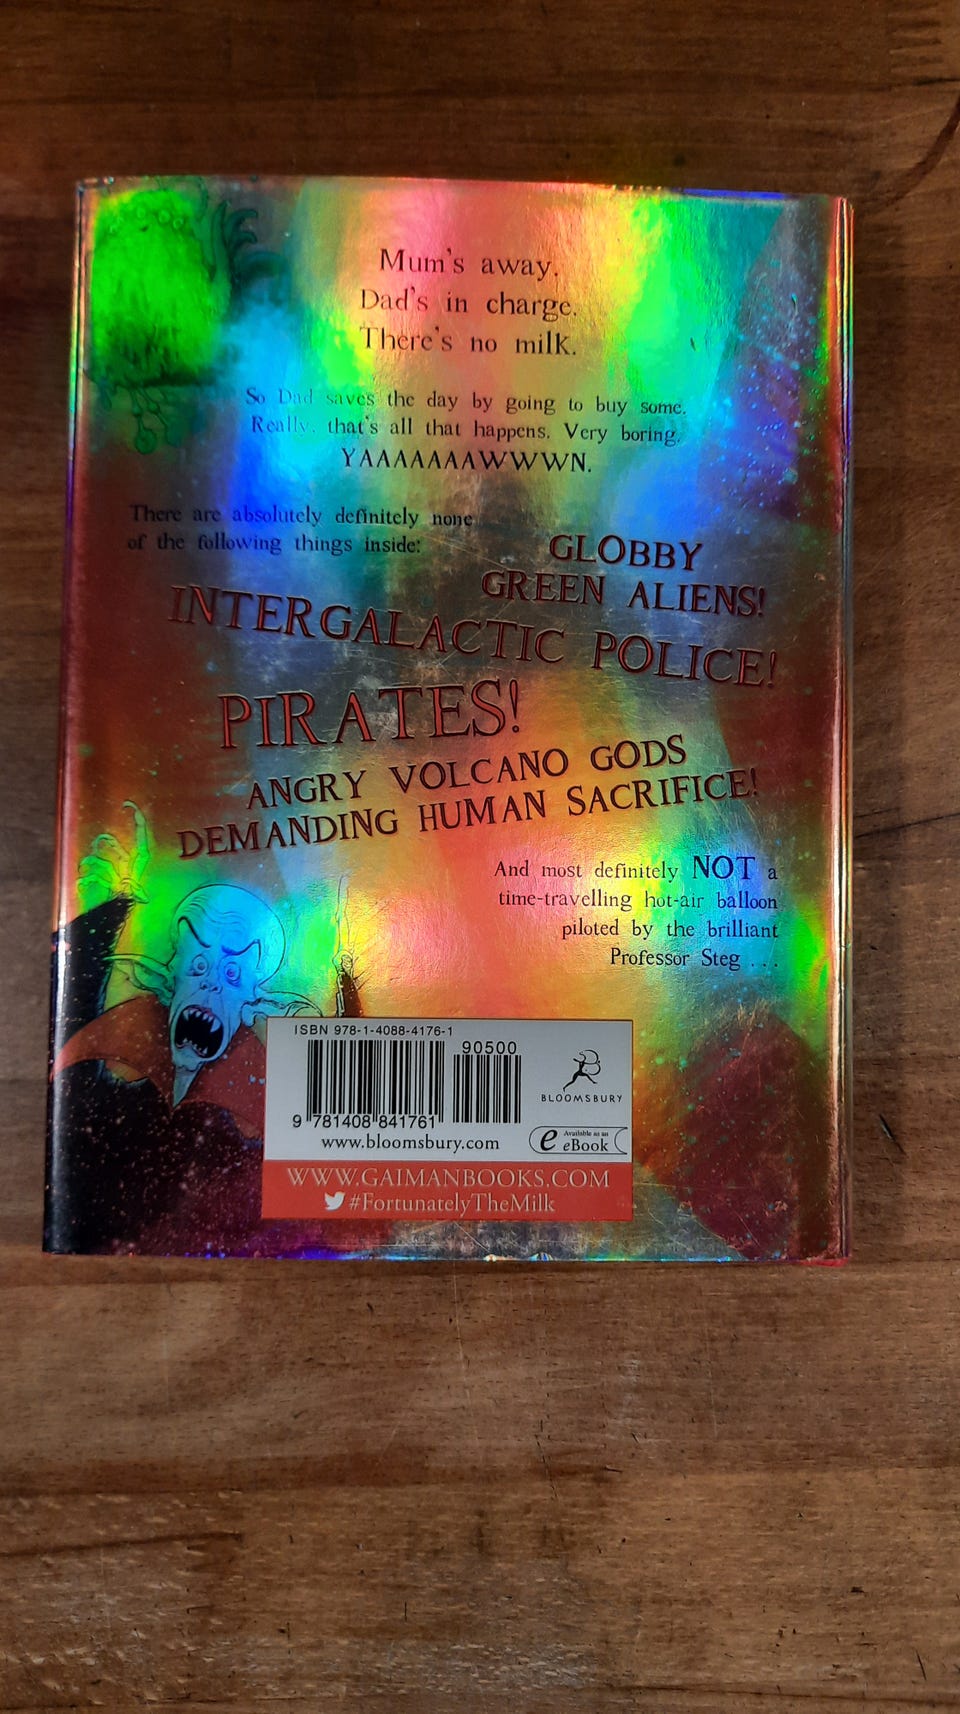 Mum's away.
Dad's in charge.
There's no milk.
So Dad saves the day by going to buy some.
Really, that's all that happens. Very boring.
YAAAAAAAWWWN.
There are absolutely definitely none
of the following things inside:
GLOBBY
GREEN ALIENS!
INTERGALACTIC POLICE!
PIRATES!
ANGRY VOLCANO GODS
DEMANDING HUMAN SACRIFICE!
And most definitely NOT a
time-travelling hot-air balloon
piloted by the brilliant
Professor Steg . . .
ISBN 978-1-4088-4176-1
90500
9 781408 841761
BLOOMSBURY
www.bloomsbury.com
e Available as an
eBook
WWW.GAIMANBOOKS.COM
#FortunatelyTheMilk